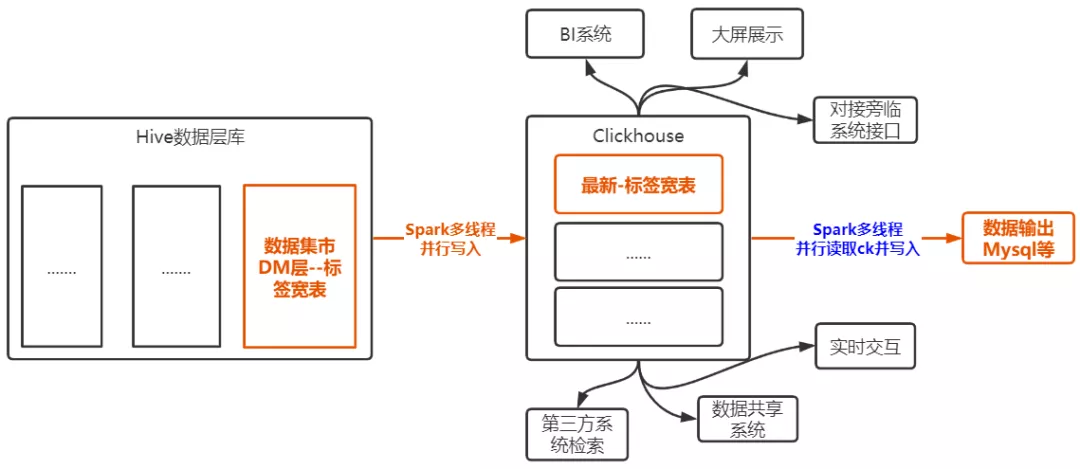 BI系统
大屏展示
对接旁临
系统接口
Hive数据层库
.......
.......
数据集市
DM层--标
签宽表
Spark多线程
并行写入
Clickhouse
最新-标签宽表
......
......
Spark多线程
并行读取ck并写入
数据输出
Mysql等
实时交互
第三方系
统检索
数据共享
系统